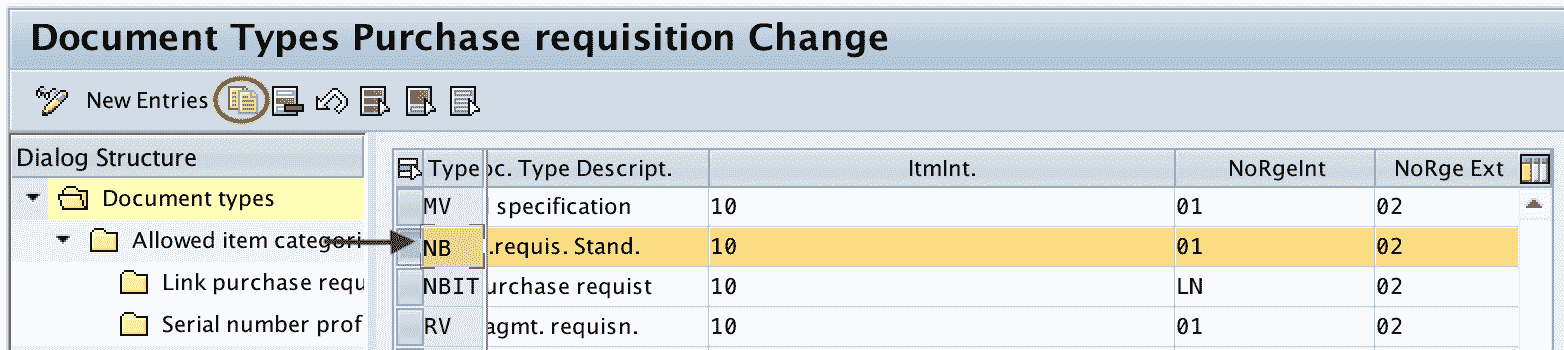 Document Types Purchase requisition Change
New Entries
Dialog Structure
Document types
Allowed item categori
Link purchase requ
Serial number prof
Type oc. Type Descript. ItmInt. NoRgeInt NoRge Ext
MV l specification 10 01 02
NB .requis. Stand. 10 01 02
NBIT urchase requist 10 LN 02
RV agmt. requisn. 10 01 02